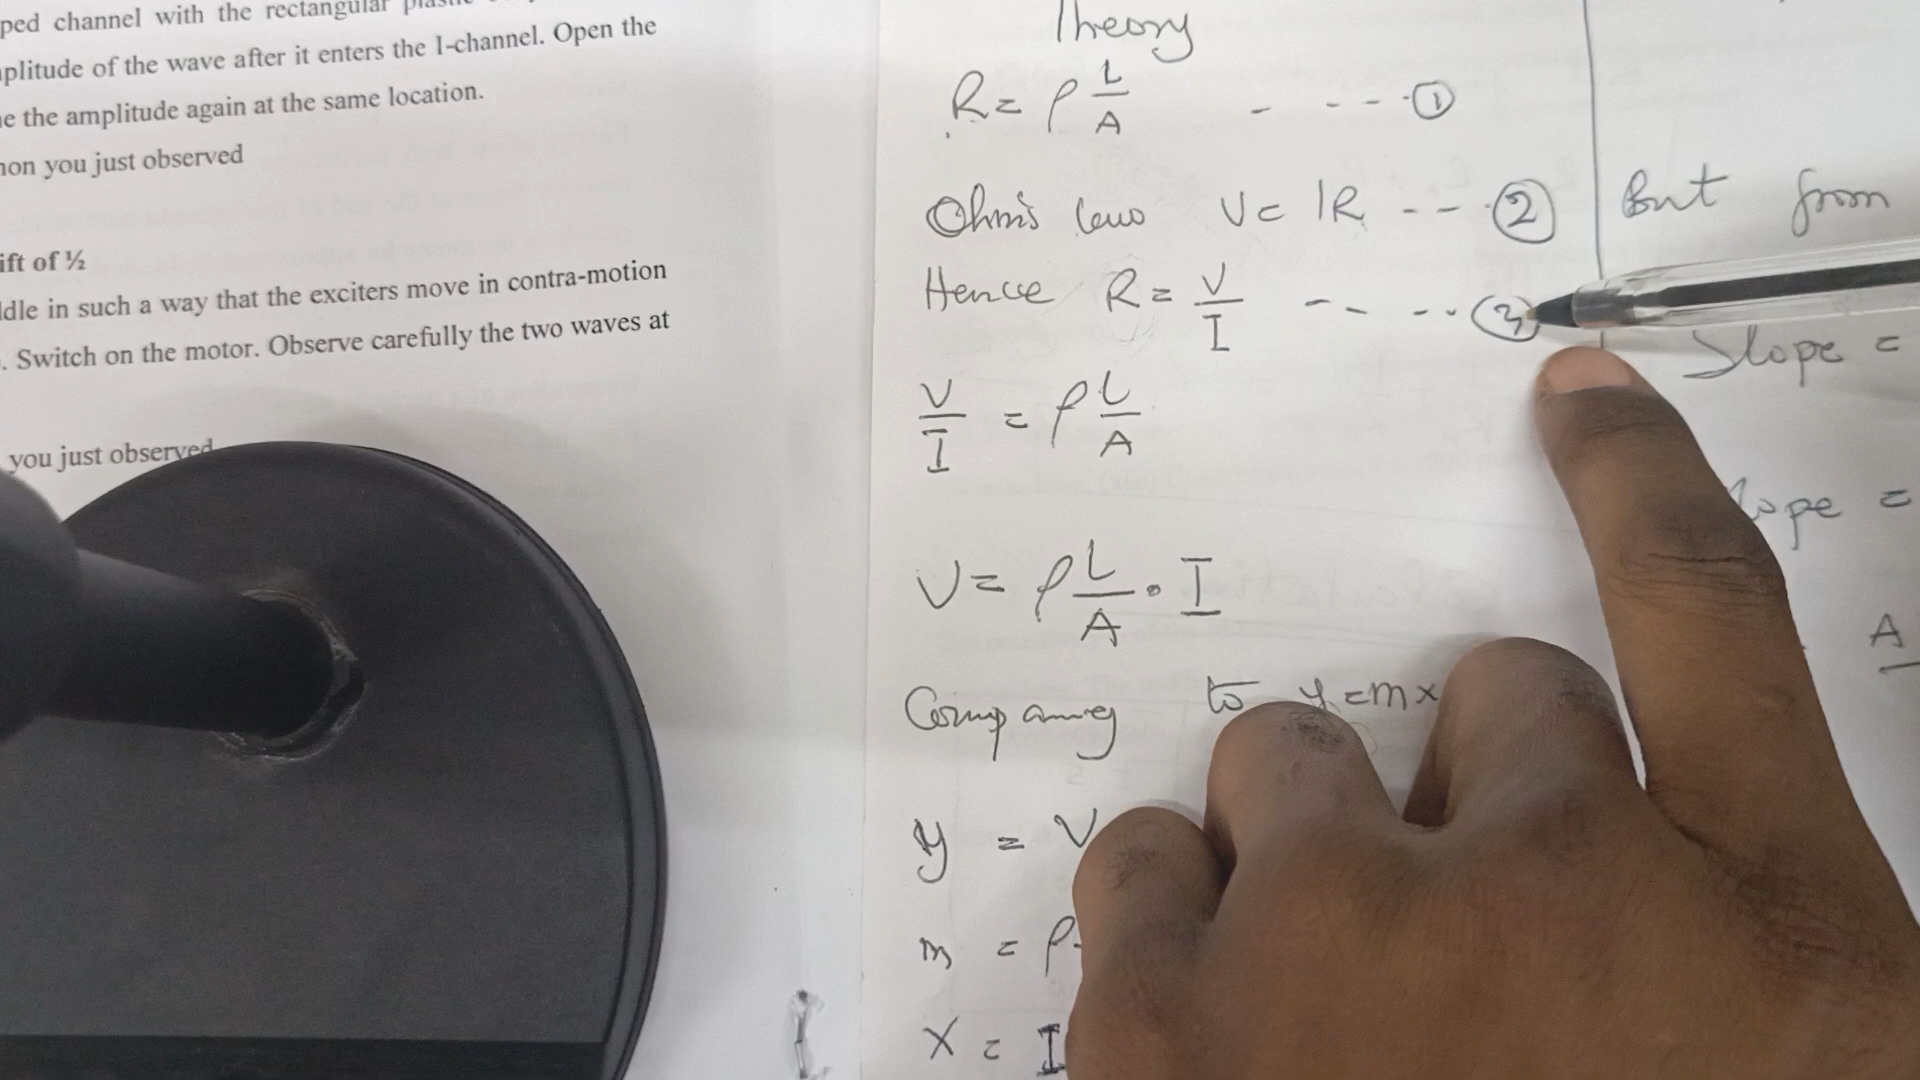 ped channel with the rectangular
plitude of the wave after it enters the I-channel. Open the
e the amplitude again at the same location.
non you just observed
ift of ½
ddle in such a way that the exciters move in contra-motion
. Switch on the motor. Observe carefully the two waves at
you just observed
Theory
R = ρ L/A - - - - ①
Ohm's law V = IR - - - ②
Hence R = V/I - - - - ③
V/I = ρ L/A
V = ρ L/A . I
Comparing to y = mx
y = V
m = ρ
X = I
But from
Slope =
lope =
A